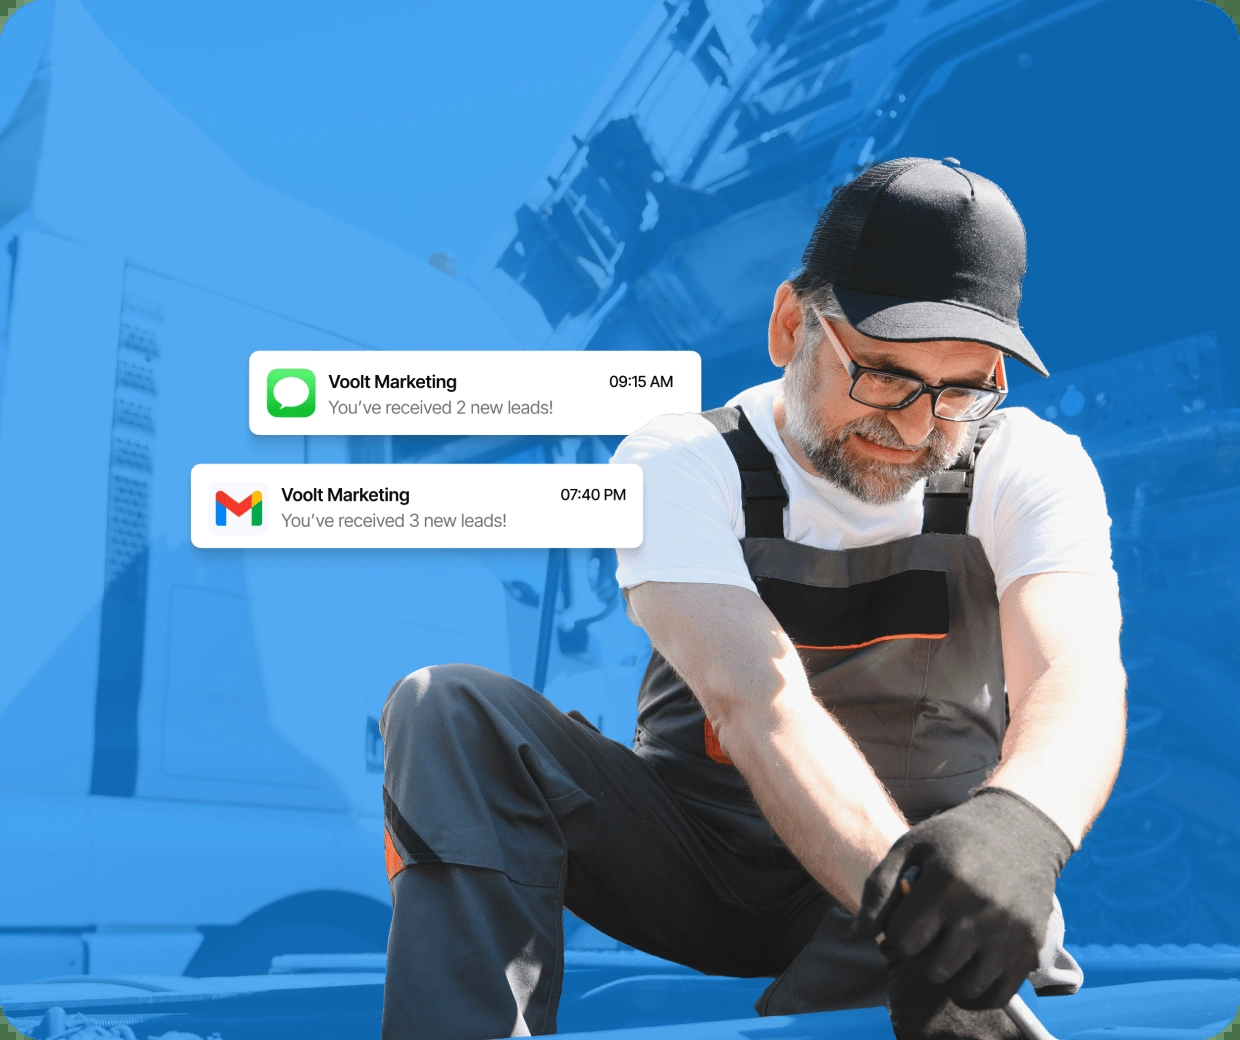 Voolt Marketing 09:15 AM
You've received 2 new leads!
Voolt Marketing 07:40 PM
You've received 3 new leads!